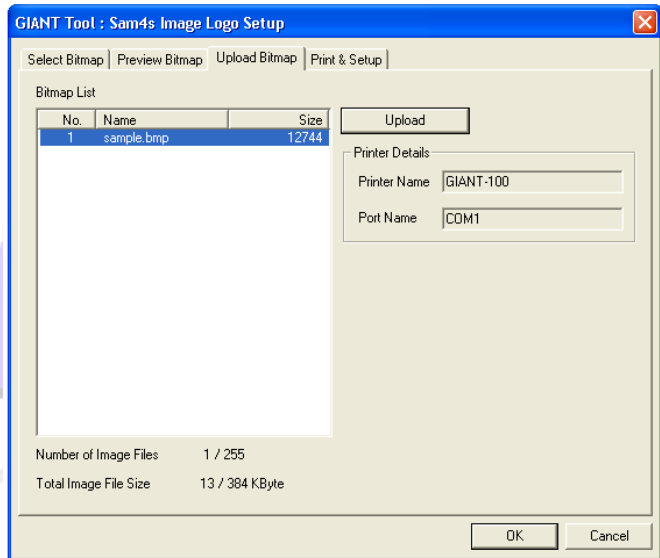 GIANT Tool : Sam4s Image Logo Setup
Select Bitmap Preview Bitmap Upload Bitmap Print & Setup
Bitmap List
No. Name Size
1 sample.bmp 12744
Upload
Printer Details
Printer Name GIANT-100
Port Name COM1
Number of Image Files 1 / 255
Total Image File Size 13 / 384 KByte
OK Cancel